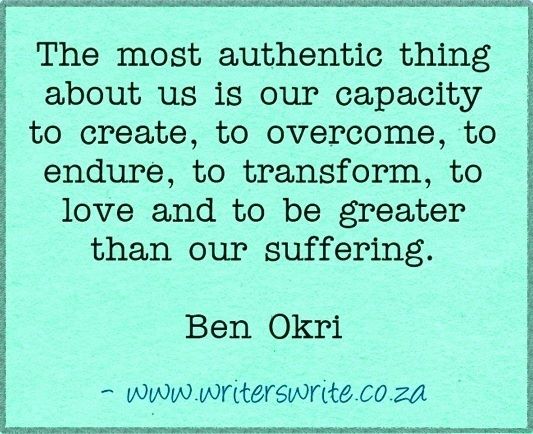 The most authentic thing
about us is our capacity
to create, to overcome, to
endure, to transform, to
love and to be greater
than our suffering.
Ben Okri
- www.writerswrite.co.za